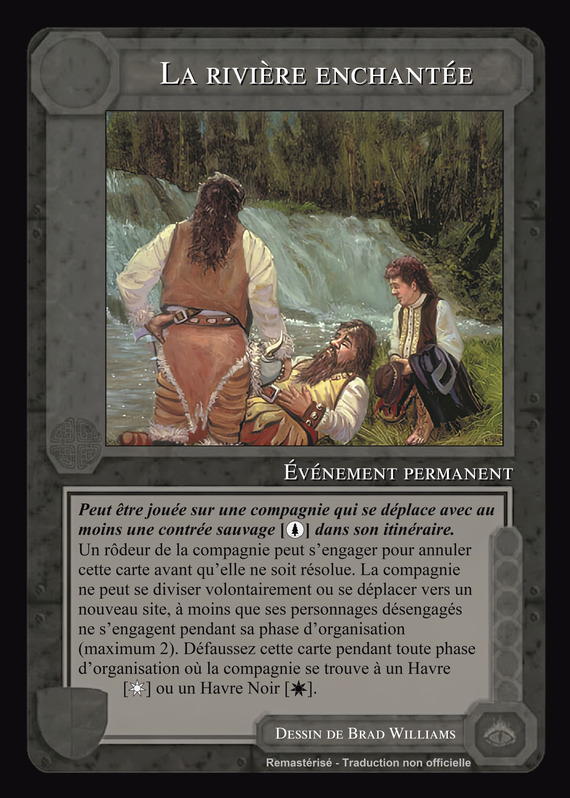 La rivière enchantée
Événement permanent
Peut être jouée sur une compagnie qui se déplace avec au
moins une contrée sauvage [] dans son itinéraire.
Un rôdeur de la compagnie peut s’engager pour annuler
cette carte avant qu’elle ne soit résolue. La compagnie
ne peut se diviser volontairement ou se déplacer vers un
nouveau site, à moins que ses personnages désengagés
ne s’engagent pendant sa phase d’organisation
(maximum 2). Défaussez cette carte pendant toute phase
d’organisation où la compagnie se trouve à un Havre
[] ou un Havre Noir [].
Dessin de Brad Williams
Remastérisé - Traduction non officielle